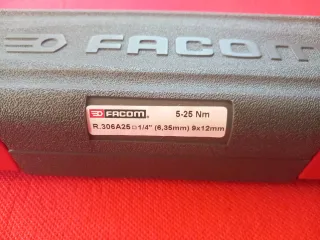 FACOM
FACOM. 5-25 Nm
R.306A25□1/4" (6,35mm) 9x12mm